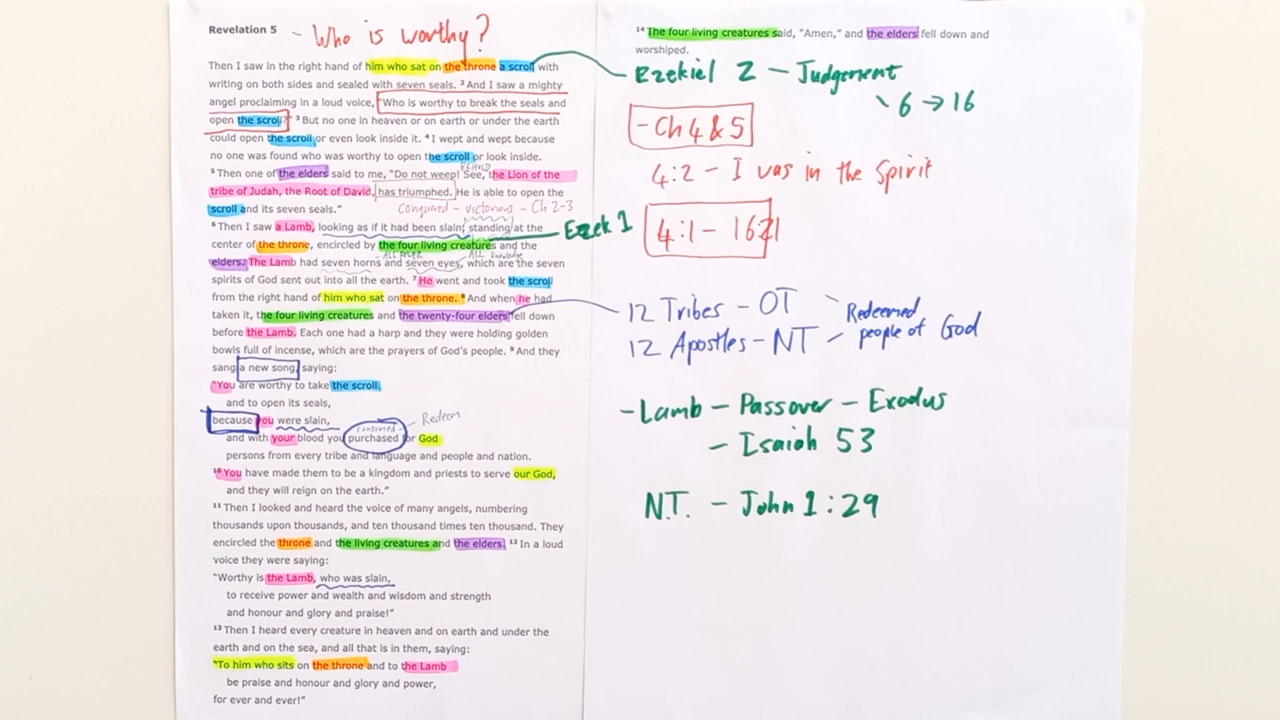 Revelation 5 - Who is worthy?
Then I saw in the right hand of him who sat on the throne a scroll with
writing on both sides and sealed with seven seals. ² And I saw a mighty
angel proclaiming in a loud voice, "Who is worthy to break the seals and
open the scroll?" ³ But no one in heaven or on earth or under the earth
could open the scroll or even look inside it. ⁴ I wept and wept because
no one was found who was worthy to open the scroll or look inside.
BEHOLD
⁵ Then one of the elders said to me, "Do not weep! See, the Lion of the
tribe of Judah, the Root of David, has triumphed. He is able to open the
scroll and its seven seals."
Conquered - victorious - Ch 2-3
⁶ Then I saw a Lamb, looking as if it had been slain, standing at the
center of the throne, encircled by the four living creatures and the
ALL POWER ALL knowledge
elders. The Lamb had seven horns and seven eyes, which are the seven
spirits of God sent out into all the earth. ⁷ He went and took the scroll
from the right hand of him who sat on the throne. ⁸ And when he had
taken it, the four living creatures and the twenty-four elders fell down
before the Lamb. Each one had a harp and they were holding golden
bowls full of incense, which are the prayers of God's people. ⁹ And they
sang a new song, saying:
"You are worthy to take the scroll
and to open its seals,
because you were slain,
Redeem
and with your blood you purchased for God
persons from every tribe and language and people and nation.
¹⁰ You have made them to be a kingdom and priests to serve our God,
and they will reign on the earth."
¹¹ Then I looked and heard the voice of many angels, numbering
thousands upon thousands, and ten thousand times ten thousand. They
encircled the throne and the living creatures and the elders. ¹² In a loud
voice they were saying:
"Worthy is the Lamb, who was slain,
to receive power and wealth and wisdom and strength
and honour and glory and praise!"
¹³ Then I heard every creature in heaven and on earth and under the
earth and on the sea, and all that is in them, saying:
"To him who sits on the throne and to the Lamb
be praise and honour and glory and power,
for ever and ever!"
¹⁴ The four living creatures said, "Amen," and the elders fell down and
worshiped.
Ezekiel 2 - Judgement
\ 6 → 16
- Ch 4 & 5
4:2 - I was in the Spirit
Ezek 1
4:1 - 16:21
12 Tribes - OT
12 Apostles - NT
Redeemed
people of God
- Lamb - Passover - Exodus
- Isaiah 53
N.T. - John 1:29